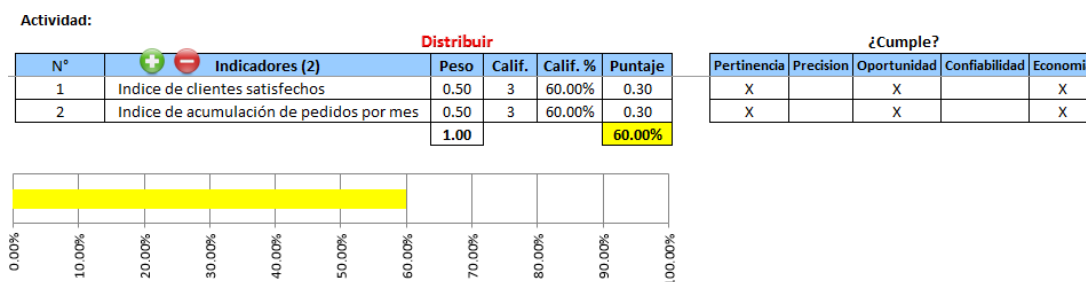 Actividad:
Distribuir
¿Cumple?
N° Indicadores (2) Peso Calif. Calif. % Puntaje Pertinencia Precision Oportunidad Confiabilidad Economi
1 Indice de clientes satisfechos 0.50 3 60.00% 0.30 X X X
2 Indice de acumulación de pedidos por mes 0.50 3 60.00% 0.30 X X X
1.00 60.00%
0.00% 10.00% 20.00% 30.00% 40.00% 50.00% 60.00% 70.00% 80.00% 90.00% 100.00%